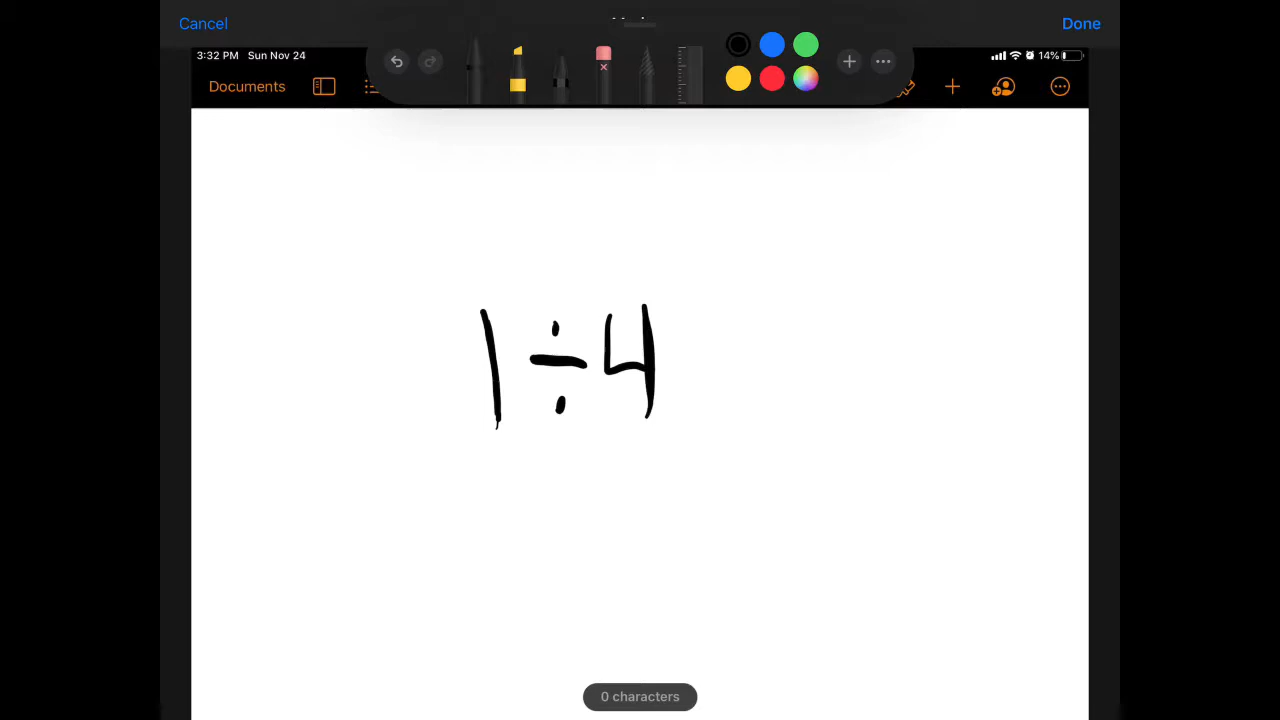 Cancel Done
3:32 PM Sun Nov 24 14%
Documents
1 ÷ 4
0 characters